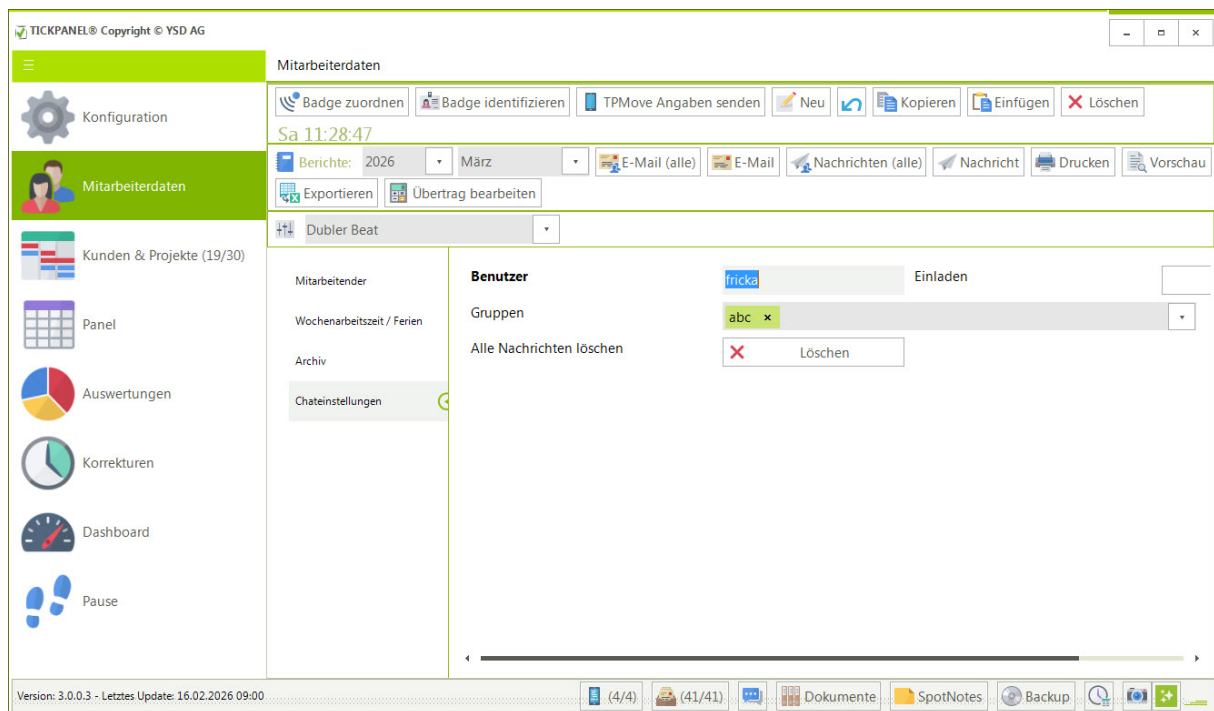 TICKPANEL® Copyright © YSD AG
Mitarbeiterdaten
Konfiguration
Mitarbeiterdaten
Kunden & Projekte (19/30)
Panel
Auswertungen
Korrekturen
Dashboard
Pause
Badge zuordnen Badge identifizieren TPMove Angaben senden Neu Kopieren Einfügen Löschen
Sa 11:28:47
Berichte: 2026 März E-Mail (alle) E-Mail Nachrichten (alle) Nachricht Drucken Vorschau
Exportieren Übertrag bearbeiten
Dubler Beat
Mitarbeitender
Wochenarbeitszeit / Ferien
Archiv
Chateinstellungen
Benutzer fricka Einladen
Gruppen abc
Alle Nachrichten löschen Löschen
Version: 3.0.0.3 - Letztes Update: 16.02.2026 09:00 (4/4) (41/41) Dokumente SpotNotes Backup